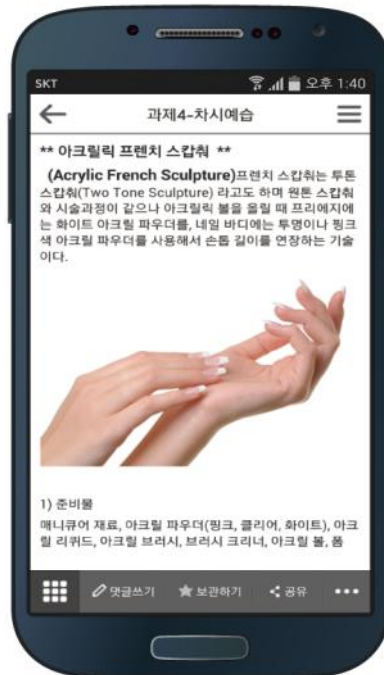 SKT 오후 1:40
과제4-차시예습
** 아크릴릭 프렌치 스캅춰 **
(Acrylic French Sculpture)프렌치 스캅춰는 투톤
스캅춰(Two Tone Sculpture) 라고도 하며 원톤 스캅춰
와 시술과정이 같으나 아크릴릭 볼을 올릴 때 프리에지에
는 화이트 아크릴 파우더를, 네일 바디에는 투명이나 핑크
색 아크릴 파우더를 사용해서 손톱 길이를 연장하는 기술
이다.
1) 준비물
매니큐어 재료, 아크릴 파우더(핑크, 클리어, 화이트), 아크
릴 리퀴드, 아크릴 브러시, 브러시 크리너, 아크릴 볼, 폼
댓글쓰기 보관하기 공유